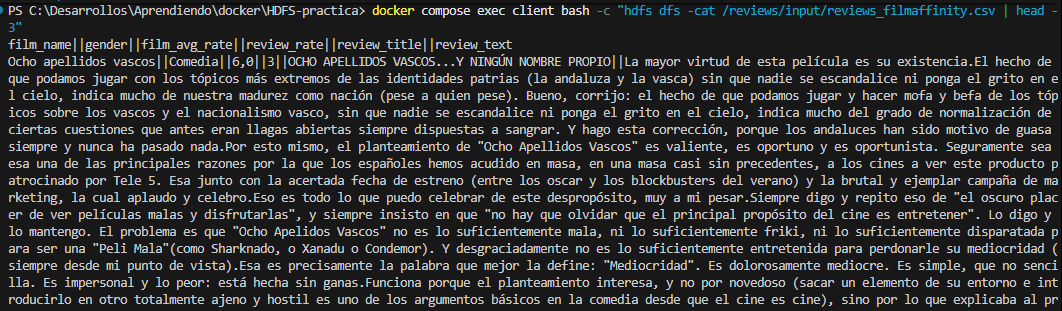 PS C:\Desarrollos\Aprendiendo\docker\HDFS-practica> docker compose exec client bash -c "hdfs dfs -cat /reviews/input/reviews_filmaffinity.csv | head -
3"
film_name||gender||film_avg_rate||review_rate||review_title||review_text
Ocho apellidos vascos||Comedia||6,0||3||OCHO APELLIDOS VASCOS...Y NINGÚN NOMBRE PROPIO||La mayor virtud de esta película es su existencia.El hecho de
que podamos jugar con los tópicos más extremos de las identidades patrias (la andaluza y la vasca) sin que nadie se escandalice ni ponga el grito en e
l cielo, indica mucho de nuestra madurez como nación (pese a quien pese). Bueno, corrijo: el hecho de que podamos jugar y hacer mofa y befa de los tóp
icos sobre los vascos y el nacionalismo vasco, sin que nadie se escandalice ni ponga el grito en el cielo, indica mucho del grado de normalización de
ciertas cuestiones que antes eran llagas abiertas siempre dispuestas a sangrar. Y hago esta corrección, porque los andaluces han sido motivo de guasa
siempre y nunca ha pasado nada.Por esto mismo, el planteamiento de "Ocho Apellidos Vascos" es valiente, es oportuno y es oportunista. Seguramente sea
esa una de las principales razones por la que los españoles hemos acudido en masa, en una masa casi sin precedentes, a los cines a ver este producto p
atrocinado por Tele 5. Esa junto con la acertada fecha de estreno (entre los oscar y los blockbusters del verano) y la brutal y ejemplar campaña de ma
rketing, la cual aplaudo y celebro.Eso es todo lo que puedo celebrar de este despropósito, muy a mi pesar.Siempre digo y repito eso de "el oscuro plac
er de ver películas malas y disfrutarlas", y siempre insisto en que "no hay que olvidar que el principal propósito del cine es entretener". Lo digo y
lo mantengo. El problema es que "Ocho Apelidos Vascos" no es lo suficientemente mala, ni lo suficientemente friki, ni lo suficientemente disparatada p
ara ser una "Peli Mala"(como Sharknado, o Xanadu o Condemor). Y desgraciadamente no es lo suficientemente entretenida para perdonarle su mediocridad (
siempre desde mi punto de vista).Esa es precisamente la palabra que mejor la define: "Mediocridad". Es dolorosamente mediocre. Es simple, que no senci
lla. Es impersonal y lo peor: está hecha sin ganas.Funciona porque el planteamiento interesa, y no por novedoso (sacar un elemento de su entorno e int
roducirlo en otro totalmente ajeno y hostil es uno de los argumentos básicos en la comedia desde que el cine es cine), sino por lo que explicaba al pr